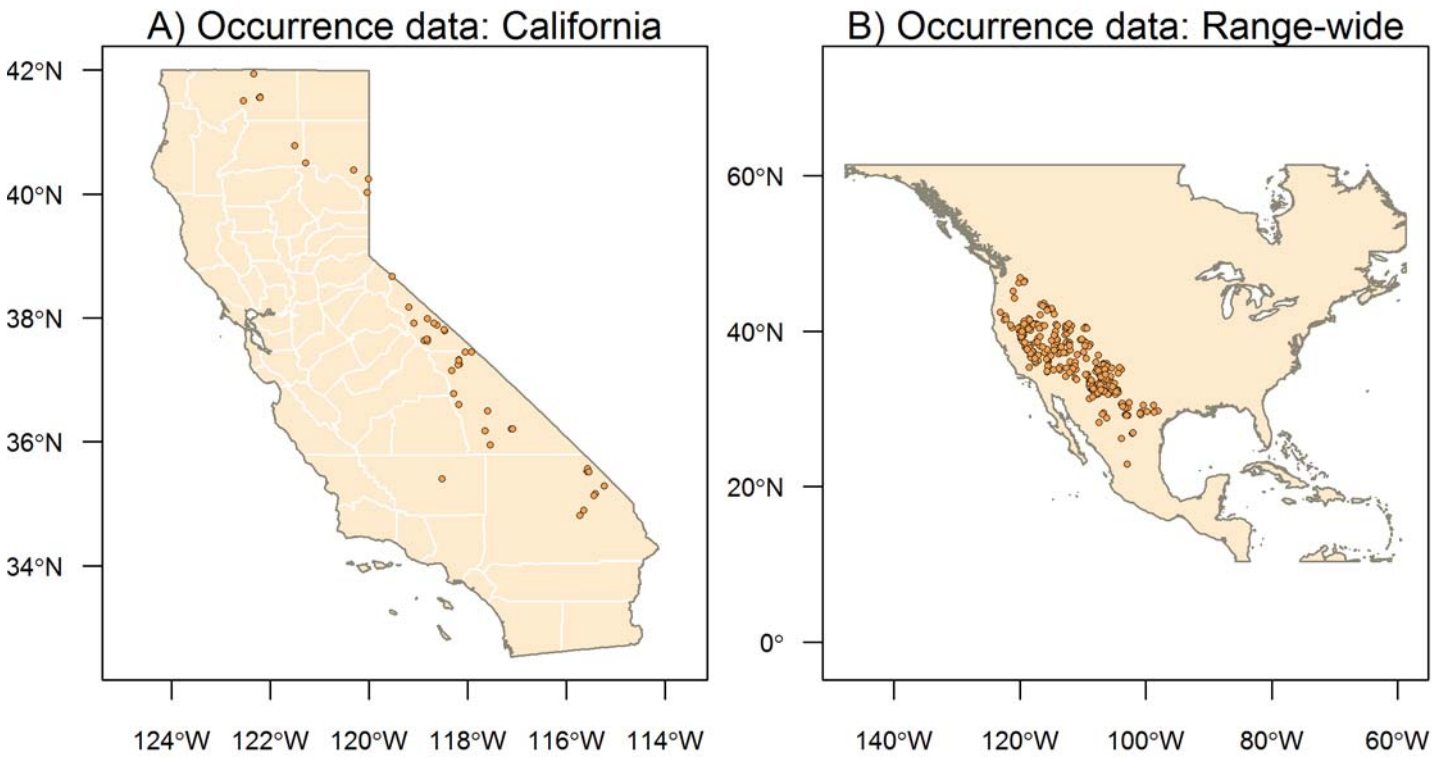 A) Occurrence data: California
42°N
40°N
38°N
36°N
34°N
124°W 122°W 120°W 118°W 116°W 114°W
B) Occurrence data: Range-wide
60°N
40°N
20°N
0°
140°W 120°W 100°W 80°W 60°W